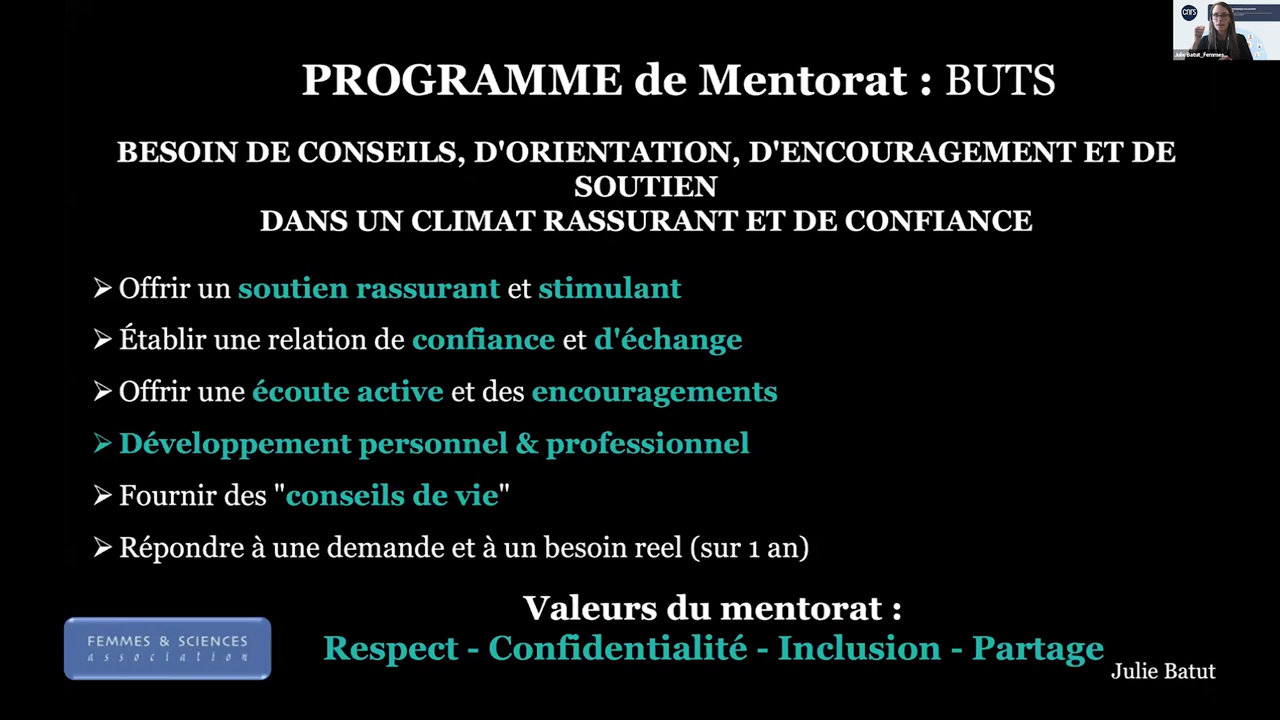 cnrs
Julie Batut_Femmes...
PROGRAMME de Mentorat : BUTS
BESOIN DE CONSEILS, D'ORIENTATION, D'ENCOURAGEMENT ET DE
SOUTIEN
DANS UN CLIMAT RASSURANT ET DE CONFIANCE
➢ Offrir un soutien rassurant et stimulant
➢ Établir une relation de confiance et d'échange
➢ Offrir une écoute active et des encouragements
➢ Développement personnel & professionnel
➢ Fournir des "conseils de vie"
➢ Répondre à une demande et à un besoin reel (sur 1 an)
Valeurs du mentorat :
Respect - Confidentialité - Inclusion - Partage
FEMMES & SCIENCES
association
Julie Batut